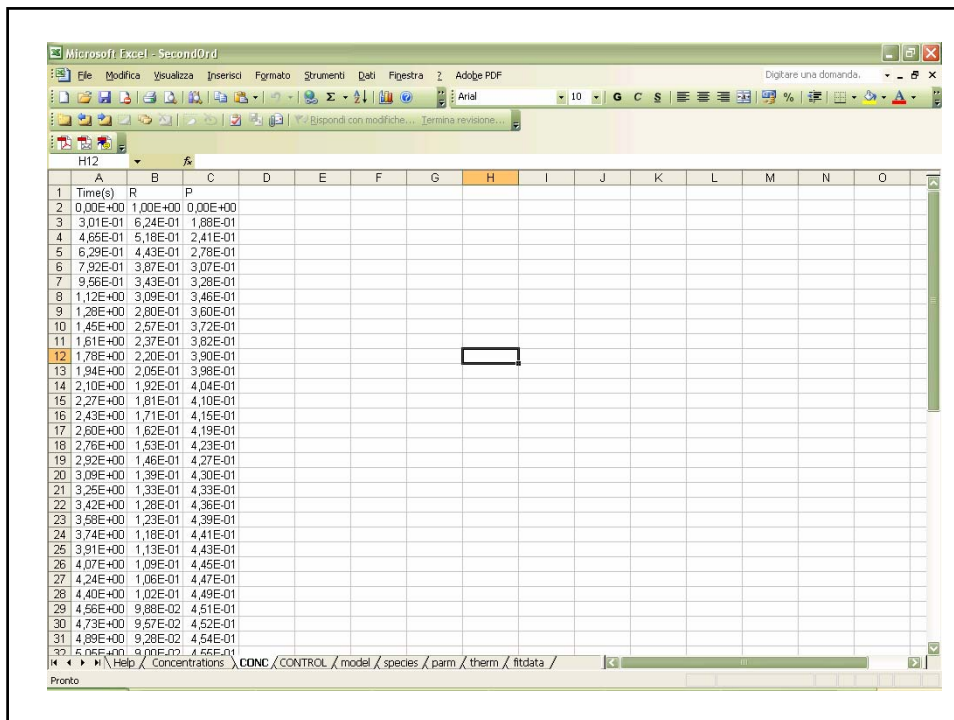 Microsoft Excel - SecondOrd
File Modifica Visualizza Inserisci Formato Strumenti Dati Finestra ? Adobe PDF Digitare una domanda.
Arial 10 G C S
Rispondi con modifiche... Termina revisione...
H12 fx
A B C D E F G H I J K L M N O
1 Time(s) R P
2 0,00E+00 1,00E+00 0,00E+00
3 3,01E-01 6,24E-01 1,88E-01
4 4,65E-01 5,18E-01 2,41E-01
5 6,29E-01 4,43E-01 2,78E-01
6 7,92E-01 3,87E-01 3,07E-01
7 9,56E-01 3,43E-01 3,28E-01
8 1,12E+00 3,09E-01 3,46E-01
9 1,28E+00 2,80E-01 3,60E-01
10 1,45E+00 2,57E-01 3,72E-01
11 1,61E+00 2,37E-01 3,82E-01
12 1,78E+00 2,20E-01 3,90E-01
13 1,94E+00 2,05E-01 3,98E-01
14 2,10E+00 1,92E-01 4,04E-01
15 2,27E+00 1,81E-01 4,10E-01
16 2,43E+00 1,71E-01 4,15E-01
17 2,60E+00 1,62E-01 4,19E-01
18 2,76E+00 1,53E-01 4,23E-01
19 2,92E+00 1,46E-01 4,27E-01
20 3,09E+00 1,39E-01 4,30E-01
21 3,25E+00 1,33E-01 4,33E-01
22 3,42E+00 1,28E-01 4,36E-01
23 3,58E+00 1,23E-01 4,39E-01
24 3,74E+00 1,18E-01 4,41E-01
25 3,91E+00 1,13E-01 4,43E-01
26 4,07E+00 1,09E-01 4,45E-01
27 4,24E+00 1,06E-01 4,47E-01
28 4,40E+00 1,02E-01 4,49E-01
29 4,56E+00 9,88E-02 4,51E-01
30 4,73E+00 9,57E-02 4,52E-01
31 4,89E+00 9,28E-02 4,54E-01
32 5,05E+00 9,00E-02 4,55E-01
Help / Concentrations \ CONC / CONTROL / model / species / parm / therm / fitdata /
Pronto